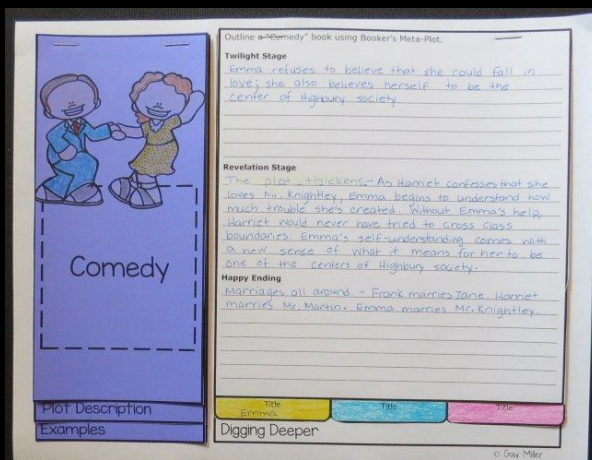 Comedy
Plot Description
Examples
Outline a "Comedy" book using Booker's Meta-Plot.
Twilight Stage
Emma refuses to believe that she could fall in
love; she also believes herself to be the
center of Highbury society
Revelation Stage
The plot thickens - As Harriet confesses that she
loves Mr. Knightley, Emma begins to understand how
much trouble she's created. Without Emma's help,
Harriet would never have tried to cross class
boundaries. Emma's self-understanding comes with
a new sense of what it means for her to be
one of the centers of Highbury society.
Happy Ending
Marriages all around - Frank marries Jane. Harriet
marries Mr. Martin. Emma marries Mr. Knightley.
Title Title Title
Emma
Digging Deeper
© Gay Miller